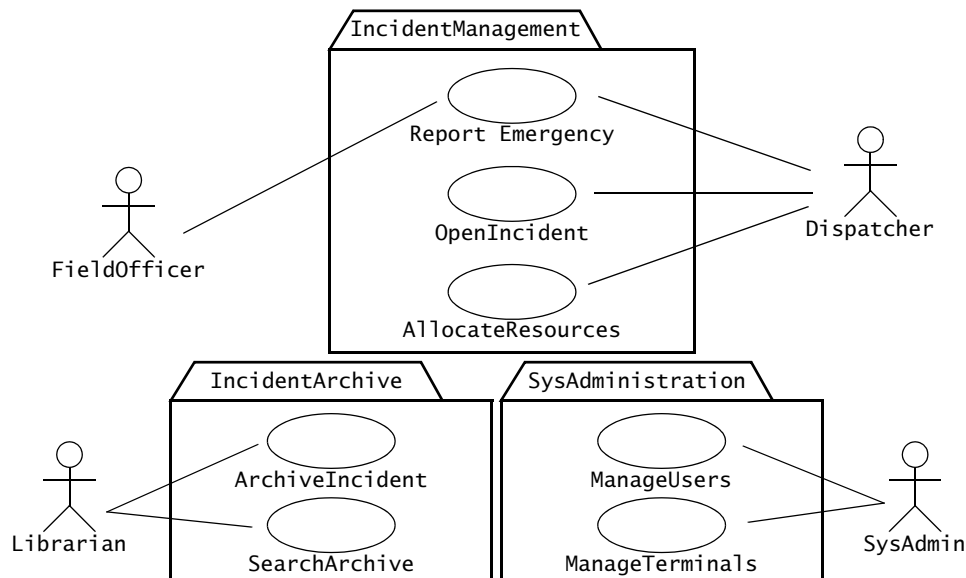 IncidentManagement
Report Emergency
OpenIncident
Dispatcher
FieldOfficer
AllocateResources
IncidentArchive
SysAdministration
ArchiveIncident
ManageUsers
Librarian
SearchArchive
ManageTerminals
SysAdmin